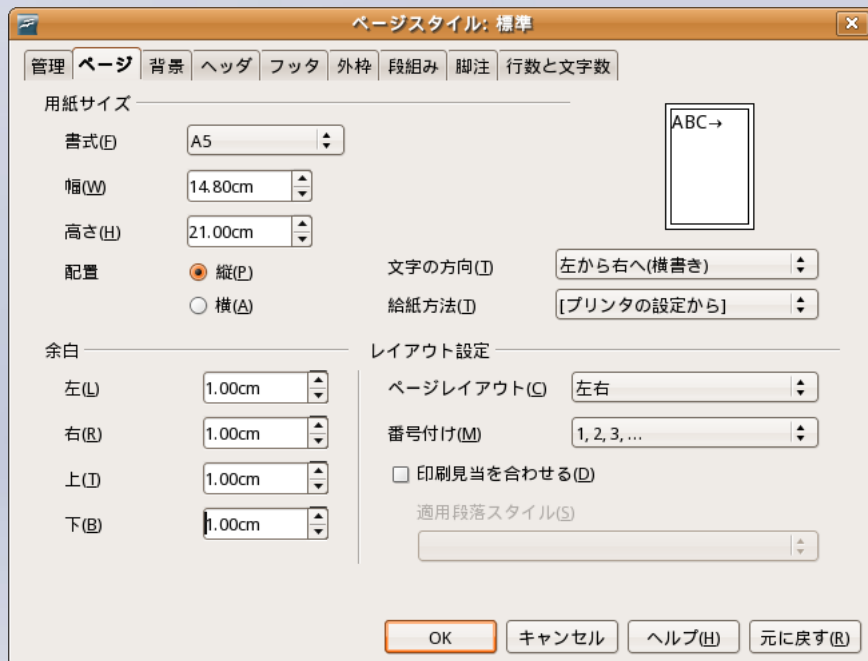 ページスタイル: 標準
管理 ページ 背景 ヘッダ フッタ 外枠 段組み 脚注 行数と文字数
用紙サイズ
書式(F) A5
ABC→
幅(W) 14.80cm
高さ(H) 21.00cm
配置 縦(P)
横(A)
文字の方向(T) 左から右へ(横書き)
給紙方法(T) [プリンタの設定から]
余白
左(L) 1.00cm
右(R) 1.00cm
上(T) 1.00cm
下(B) 1.00cm
レイアウト設定
ページレイアウト(C) 左右
番号付け(M) 1, 2, 3, ...
印刷見当を合わせる(D)
適用段落スタイル(S)
OK キャンセル ヘルプ(H) 元に戻す(R)